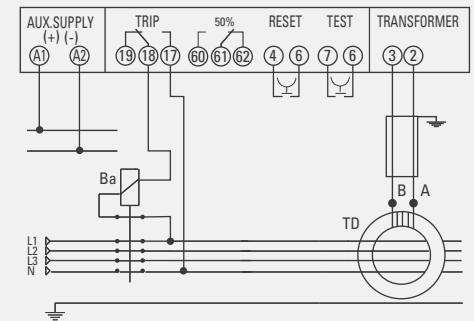 AUX.SUPPLY TRIP 50% RESET TEST TRANSFORMER
(+) (-)
A1 A2 19 18 17 60 61 62 4 6 7 6 3 2
B A
Ba
TD
L1
L2
L3
N